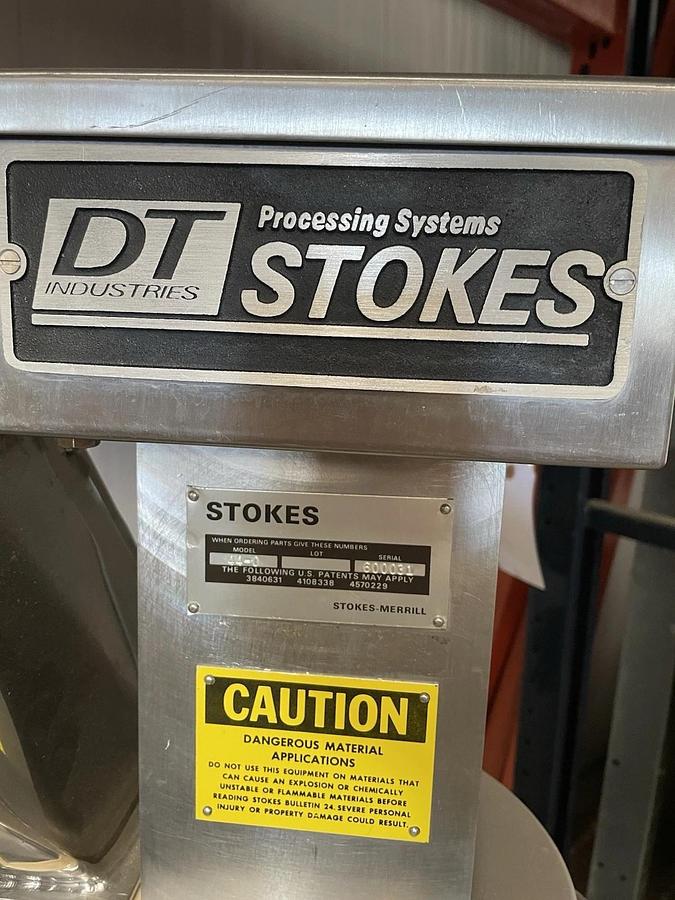 DT
INDUSTRIES
Processing Systems
STOKES
STOKES
WHEN ORDERING PARTS GIVE THESE NUMBERS
MODEL LOT SERIAL
600031
THE FOLLOWING U.S. PATENTS MAY APPLY
3840631 4108338 4570229
STOKES-MERRILL
CAUTION
DANGEROUS MATERIAL
APPLICATIONS
DO NOT USE THIS EQUIPMENT ON MATERIALS THAT
CAN CAUSE AN EXPLOSION OR CHEMICALLY
UNSTABLE OR FLAMMABLE MATERIALS BEFORE
READING STOKES BULLETIN 24. SEVERE PERSONAL
INJURY OR PROPERTY DAMAGE COULD RESULT.